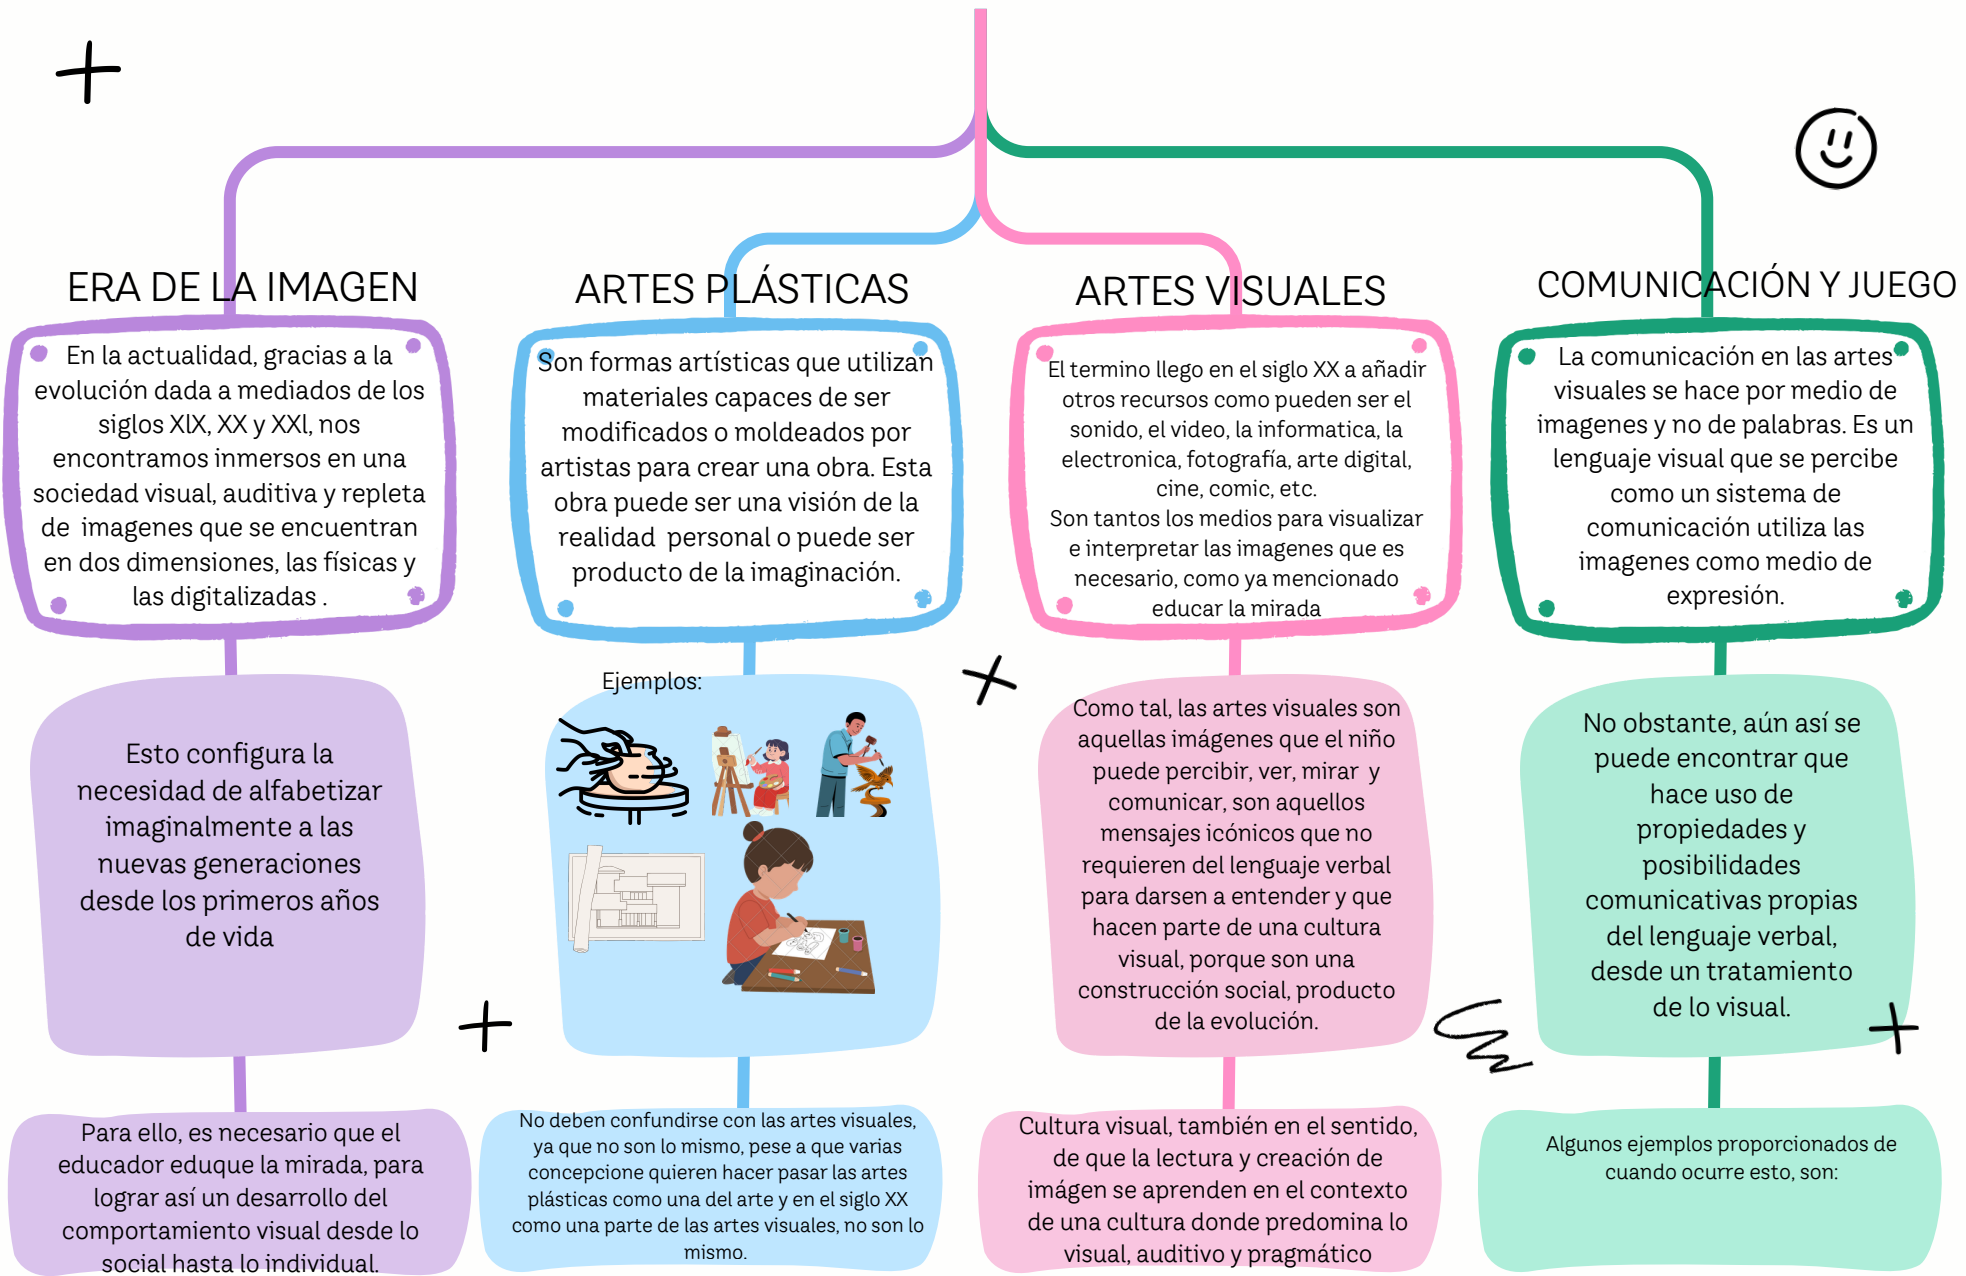 ERA DE LA IMAGEN
En la actualidad, gracias a la
evolución dada a mediados de los
siglos XlX, XX y XXl, nos
encontramos inmersos en una
sociedad visual, auditiva y repleta
de imagenes que se encuentran
en dos dimensiones, las físicas y
las digitalizadas .
Esto configura la
necesidad de alfabetizar
imaginalmente a las
nuevas generaciones
desde los primeros años
de vida
Para ello, es necesario que el
educador eduque la mirada, para
lograr así un desarrollo del
comportamiento visual desde lo
social hasta lo individual.
ARTES PLÁSTICAS
Son formas artísticas que utilizan
materiales capaces de ser
modificados o moldeados por
artistas para crear una obra. Esta
obra puede ser una visión de la
realidad personal o puede ser
producto de la imaginación.
Ejemplos:
No deben confundirse con las artes visuales,
ya que no son lo mismo, pese a que varias
concepcione quieren hacer pasar las artes
plásticas como una del arte y en el siglo XX
como una parte de las artes visuales, no son lo
mismo.
ARTES VISUALES
El termino llego en el siglo XX a añadir
otros recursos como pueden ser el
sonido, el video, la informatica, la
electronica, fotografía, arte digital,
cine, comic, etc.
Son tantos los medios para visualizar
e interpretar las imagenes que es
necesario, como ya mencionado
educar la mirada
Como tal, las artes visuales son
aquellas imágenes que el niño
puede percibir, ver, mirar y
comunicar, son aquellos
mensajes icónicos que no
requieren del lenguaje verbal
para darsen a entender y que
hacen parte de una cultura
visual, porque son una
construcción social, producto
de la evolución.
Cultura visual, también en el sentido,
de que la lectura y creación de
imágen se aprenden en el contexto
de una cultura donde predomina lo
visual, auditivo y pragmático
COMUNICACIÓN Y JUEGO
La comunicación en las artes
visuales se hace por medio de
imagenes y no de palabras. Es un
lenguaje visual que se percibe
como un sistema de
comunicación utiliza las
imagenes como medio de
expresión.
No obstante, aún así se
puede encontrar que
hace uso de
propiedades y
posibilidades
comunicativas propias
del lenguaje verbal,
desde un tratamiento
de lo visual.
Algunos ejemplos proporcionados de
cuando ocurre esto, son: